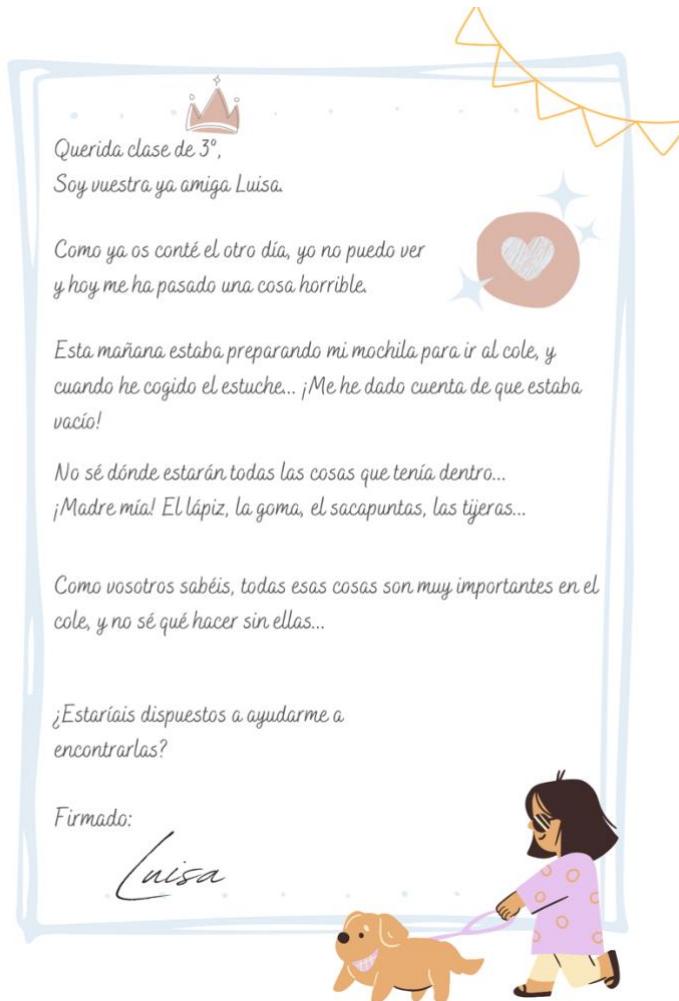 Querida clase de 3º,
Soy vuestra ya amiga Luisa.
Como ya os conté el otro día, yo no puedo ver
y hoy me ha pasado una cosa horrible.
Esta mañana estaba preparando mi mochila para ir al cole, y
cuando he cogido el estuche... ¡Me he dado cuenta de que estaba
vacío!
No sé dónde estarán todas las cosas que tenía dentro...
¡Madre mía! El lápiz, la goma, el sacapuntas, las tijeras...
Como vosotros sabéis, todas esas cosas son muy importantes en el
cole, y no sé qué hacer sin ellas...
¿Estaríais dispuestos a ayudarme a
encontrarlas?
Firmado:
Luisa